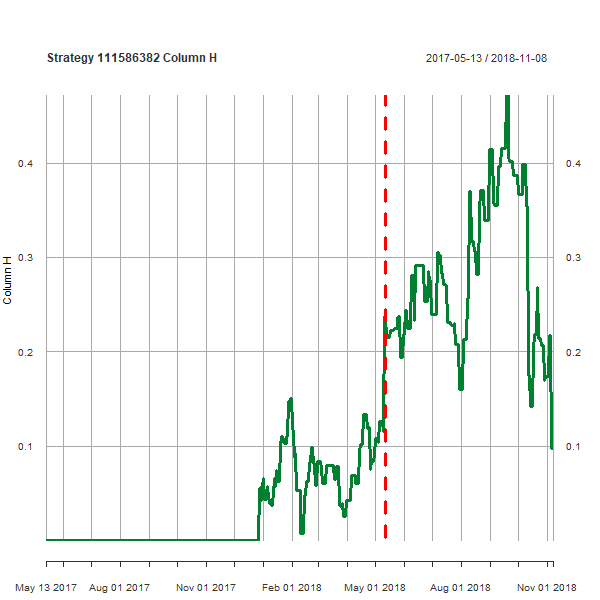 Strategy 111586382 Column H
2017-05-13 / 2018-11-08
Column H
0.4
0.4
0.3
0.3
0.2
0.2
0.1
0.1
May 13 2017
Aug 01 2017
Nov 01 2017
Feb 01 2018
May 01 2018
Aug 01 2018
Nov 01 2018